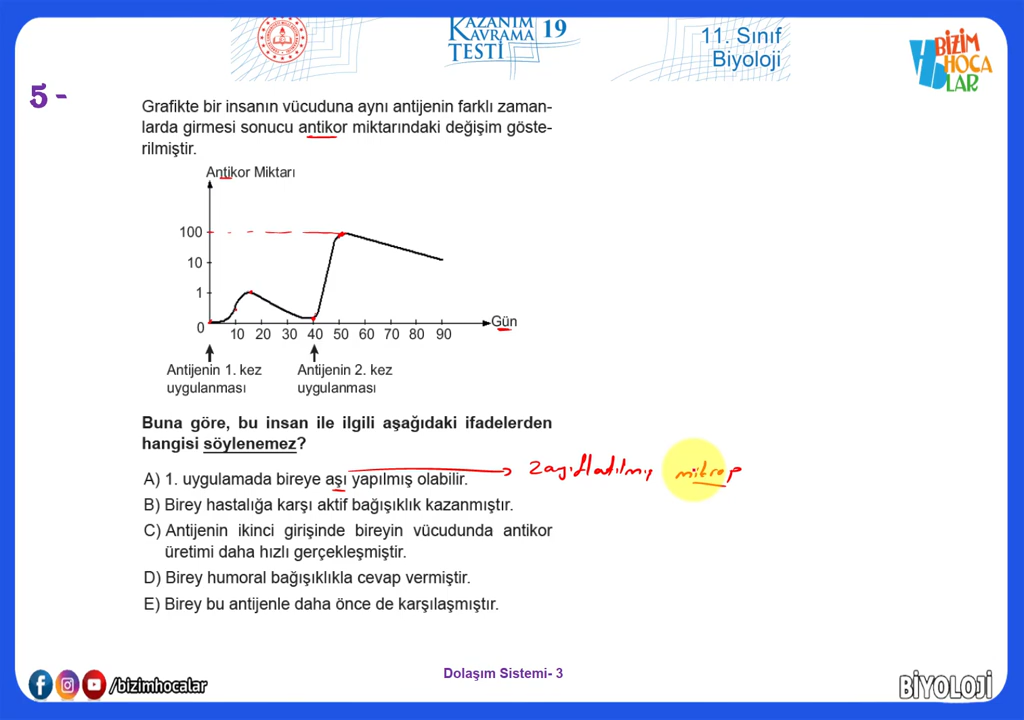 KAZANIM
KAVRAMA
TESTİ
19
11. Sınıf
Biyoloji
BİZİM
HOCA
LAR
5 -
Grafikte bir insanın vücuduna aynı antijenin farklı zaman-
larda girmesi sonucu antikor miktarındaki değişim göste-
rilmiştir.
Antikor Miktarı
100
10
1
0
10 20 30 40 50 60 70 80 90
Gün
Antijenin 1. kez
uygulanması
Antijenin 2. kez
uygulanması
Buna göre, bu insan ile ilgili aşağıdaki ifadelerden
hangisi söylenemez?
A) 1. uygulamada bireye aşı yapılmış olabilir.
zayıflatılmış mikrop
B) Birey hastalığa karşı aktif bağışıklık kazanmıştır.
C) Antijenin ikinci girişinde bireyin vücudunda antikor
üretimi daha hızlı gerçekleşmiştir.
D) Birey humoral bağışıklıkla cevap vermiştir.
E) Birey bu antijenle daha önce de karşılaşmıştır.
Dolaşım Sistemi- 3
/bizimhocalar
BİYOLOJİ